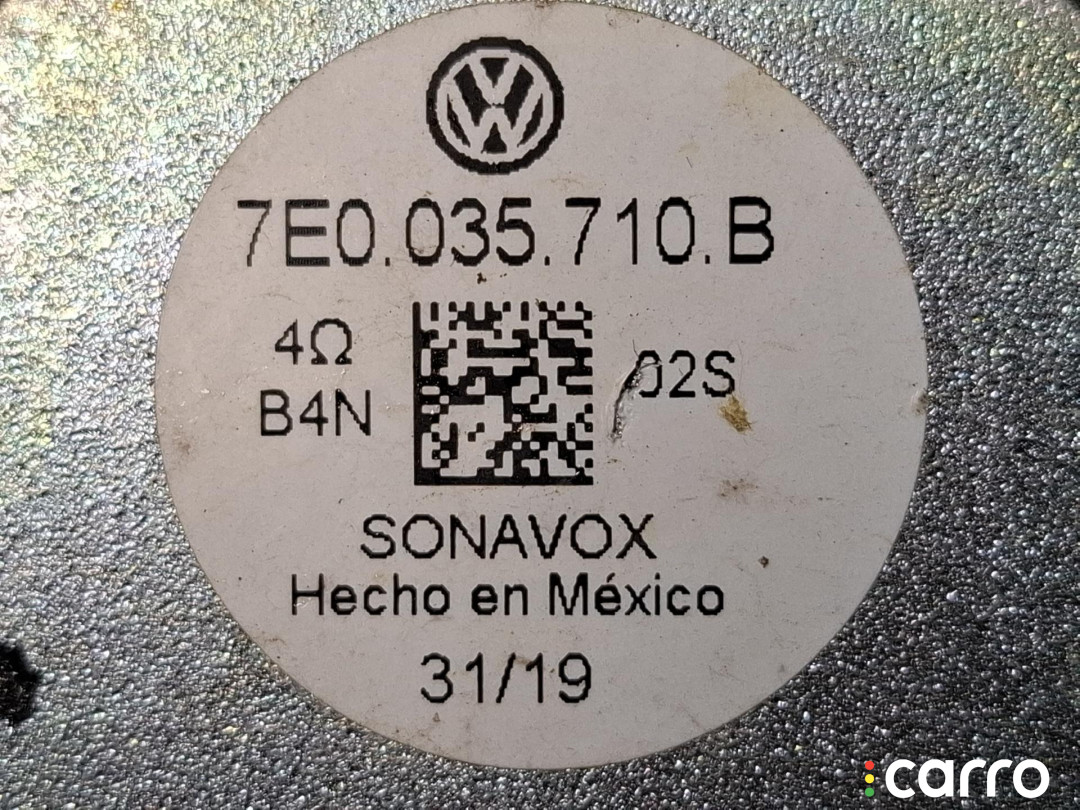 7E0.035.710.B
4Ω
B4N
02S
SONAVOX
Hecho en México
31/19
carro